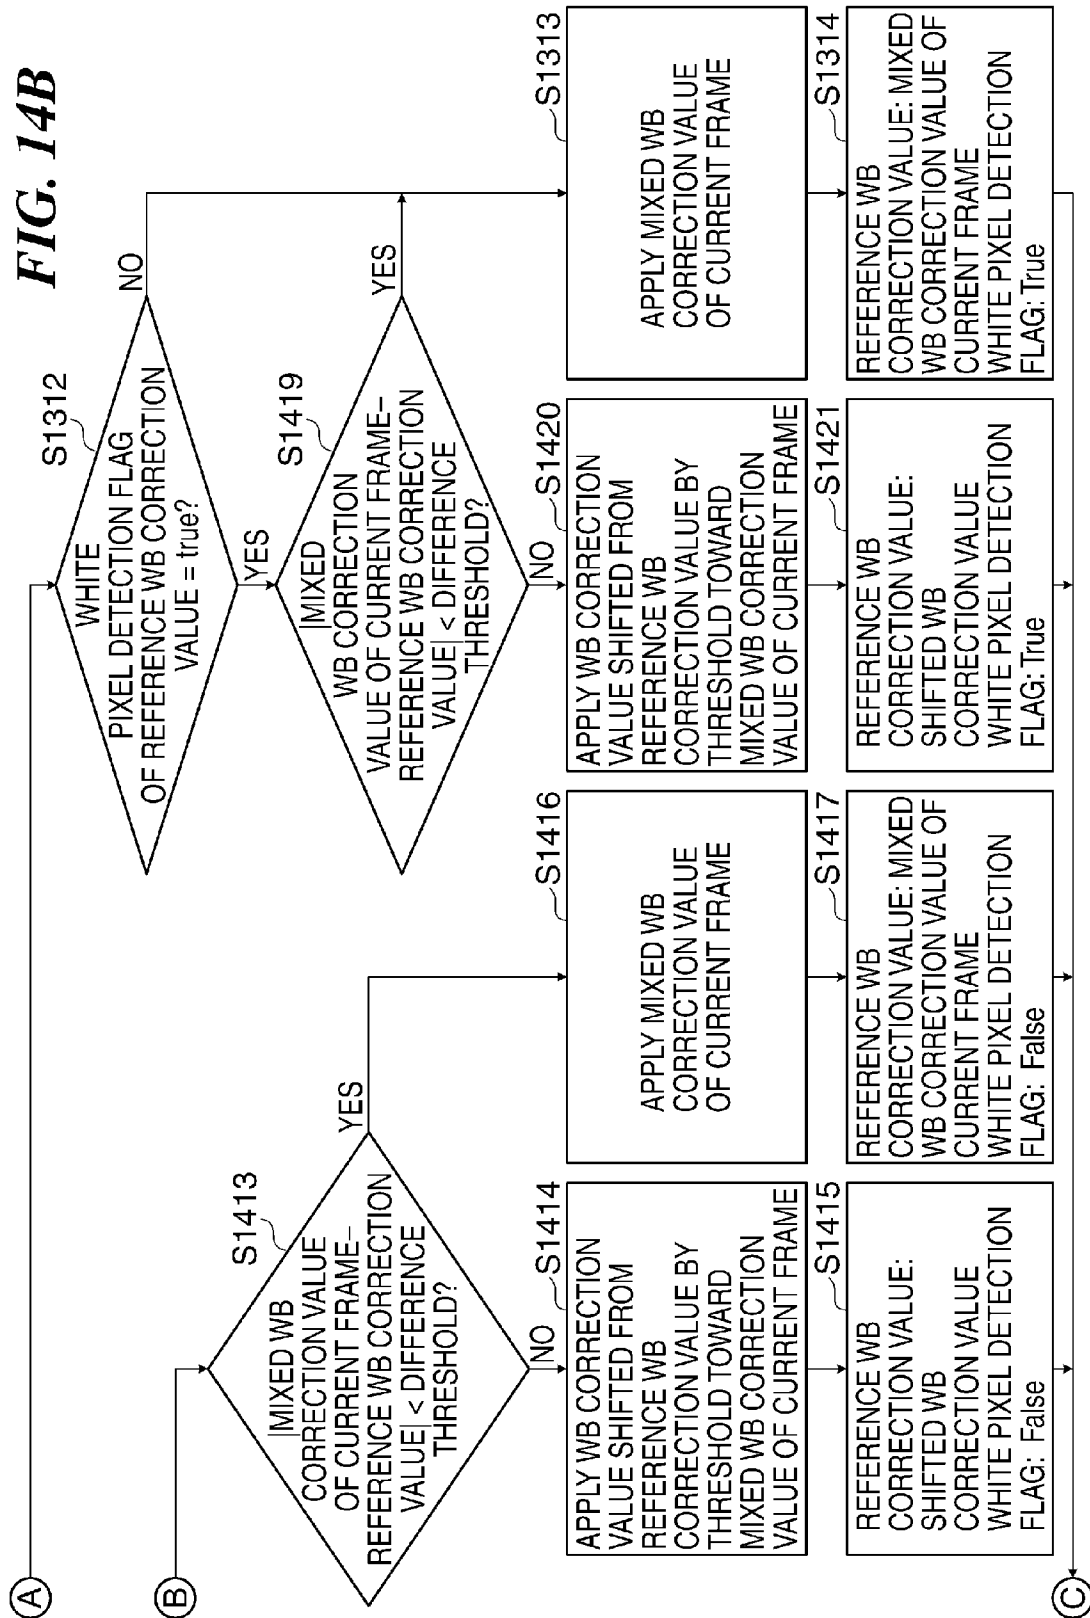 FIG. 14B
A
B
S1312
WHITE
PIXEL DETECTION FLAG
OF REFERENCE WB CORRECTION
VALUE = true?
NO
YES
S1413
|MIXED WB
CORRECTION VALUE
OF CURRENT FRAME–
REFERENCE WB CORRECTION
VALUE| < DIFFERENCE
THRESHOLD?
YES
NO
S1419
|MIXED
WB CORRECTION
VALUE OF CURRENT FRAME–
REFERENCE WB CORRECTION
VALUE| < DIFFERENCE
THRESHOLD?
YES
NO
S1414
APPLY WB CORRECTION
VALUE SHIFTED FROM
REFERENCE WB
CORRECTION VALUE BY
THRESHOLD TOWARD
MIXED WB CORRECTION
VALUE OF CURRENT FRAME
S1416
APPLY MIXED WB
CORRECTION VALUE
OF CURRENT FRAME
S1420
APPLY WB CORRECTION
VALUE SHIFTED FROM
REFERENCE WB
CORRECTION VALUE BY
THRESHOLD TOWARD
MIXED WB CORRECTION
VALUE OF CURRENT FRAME
S1313
APPLY MIXED WB
CORRECTION VALUE
OF CURRENT FRAME
S1415
REFERENCE WB
CORRECTION VALUE:
SHIFTED WB
CORRECTION VALUE
WHITE PIXEL DETECTION
FLAG: False
S1417
REFERENCE WB
CORRECTION VALUE: MIXED
WB CORRECTION VALUE OF
CURRENT FRAME
WHITE PIXEL DETECTION
FLAG: False
S1421
REFERENCE WB
CORRECTION VALUE:
SHIFTED WB
CORRECTION VALUE
WHITE PIXEL DETECTION
FLAG: True
S1314
REFERENCE WB
CORRECTION VALUE: MIXED
WB CORRECTION VALUE OF
CURRENT FRAME
WHITE PIXEL DETECTION
FLAG: True
C